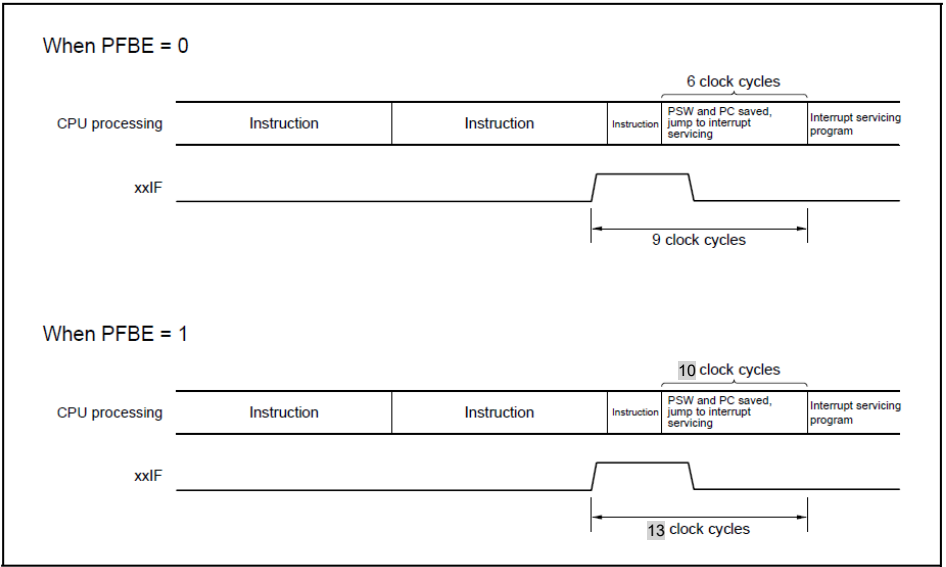 When PFBE = 0
6 clock cycles
CPU processing
Instruction
Instruction
Instruction
PSW and PC saved,
jump to interrupt
servicing
Interrupt servicing
program
xxIF
9 clock cycles
When PFBE = 1
10 clock cycles
CPU processing
Instruction
Instruction
Instruction
PSW and PC saved,
jump to interrupt
servicing
Interrupt servicing
program
xxIF
13 clock cycles